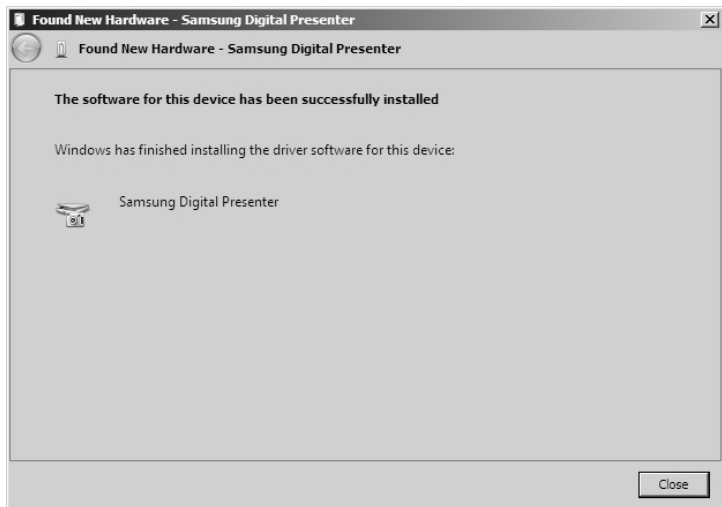 Found New Hardware - Samsung Digital Presenter
Found New Hardware - Samsung Digital Presenter
The software for this device has been successfully installed
Windows has finished installing the driver software for this device:
Samsung Digital Presenter
Close